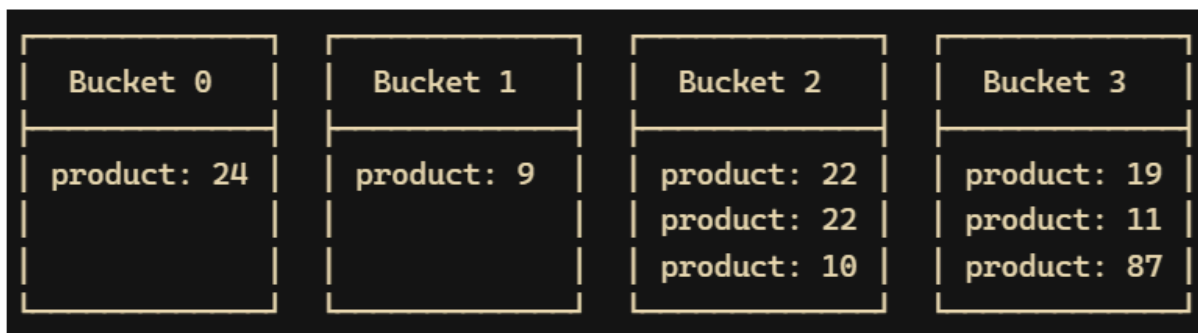 Bucket 0
product: 24
Bucket 1
product: 9
Bucket 2
product: 22
product: 22
product: 10
Bucket 3
product: 19
product: 11
product: 87